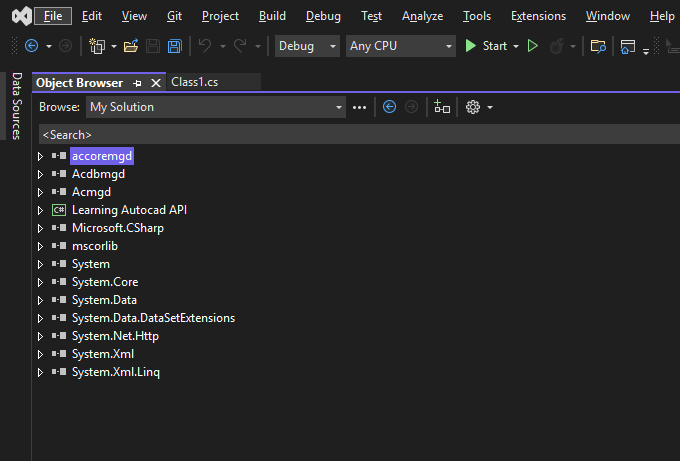 File Edit View Git Project Build Debug Test Analyze Tools Extensions Window Help
Debug Any CPU Start
Data Sources
Object Browser Class1.cs
Browse: My Solution
<Search>
accoremgd
Acdbmgd
Acmgd
C# Learning Autocad API
Microsoft.CSharp
mscorlib
System
System.Core
System.Data
System.Data.DataSetExtensions
System.Net.Http
System.Xml
System.Xml.Linq